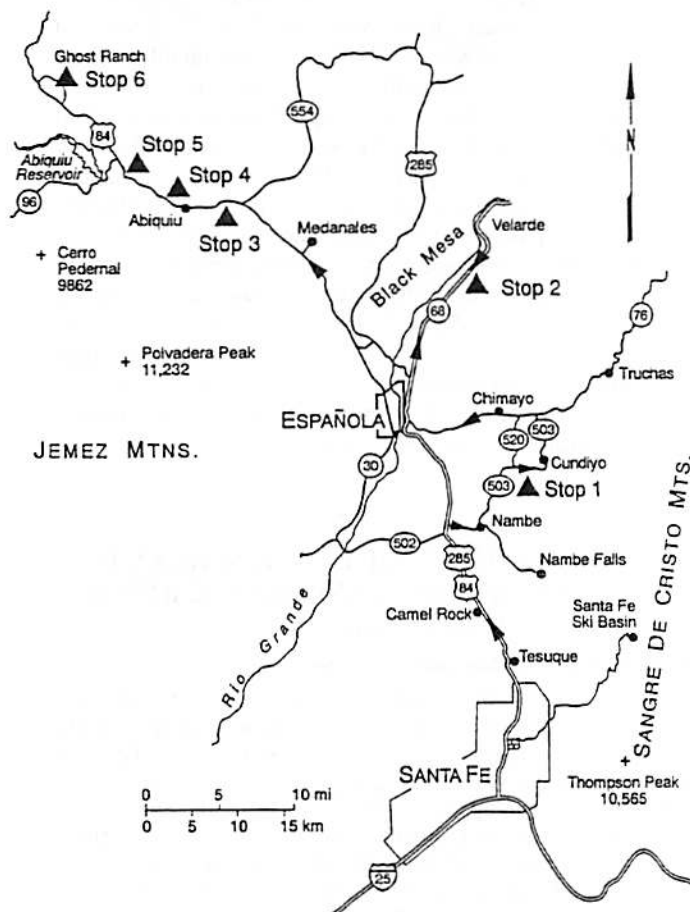 Ghost Ranch
Stop 6
84
554
285
Stop 5
Abiquiu
Reservoir
Stop 4
96
Abiquiu
Stop 3
Medanales
Velarde
N
Black Mesa
Cerro
Pedernal
9862
Stop 2
68
76
Polvadera Peak
11,232
Truchas
Chimayo
ESPAÑOLA
JEMEZ MTNS.
520
503
Cundiyo
30
503
Stop 1
Nambe
502
285
Nambe Falls
84
Camel Rock
Santa Fe
Ski Basin
SANGRE DE CRISTO MTS.
Rio Grande
Tesuque
SANTA FE
Thompson Peak
10,565
0 5 10 mi
0 5 10 15 km
25